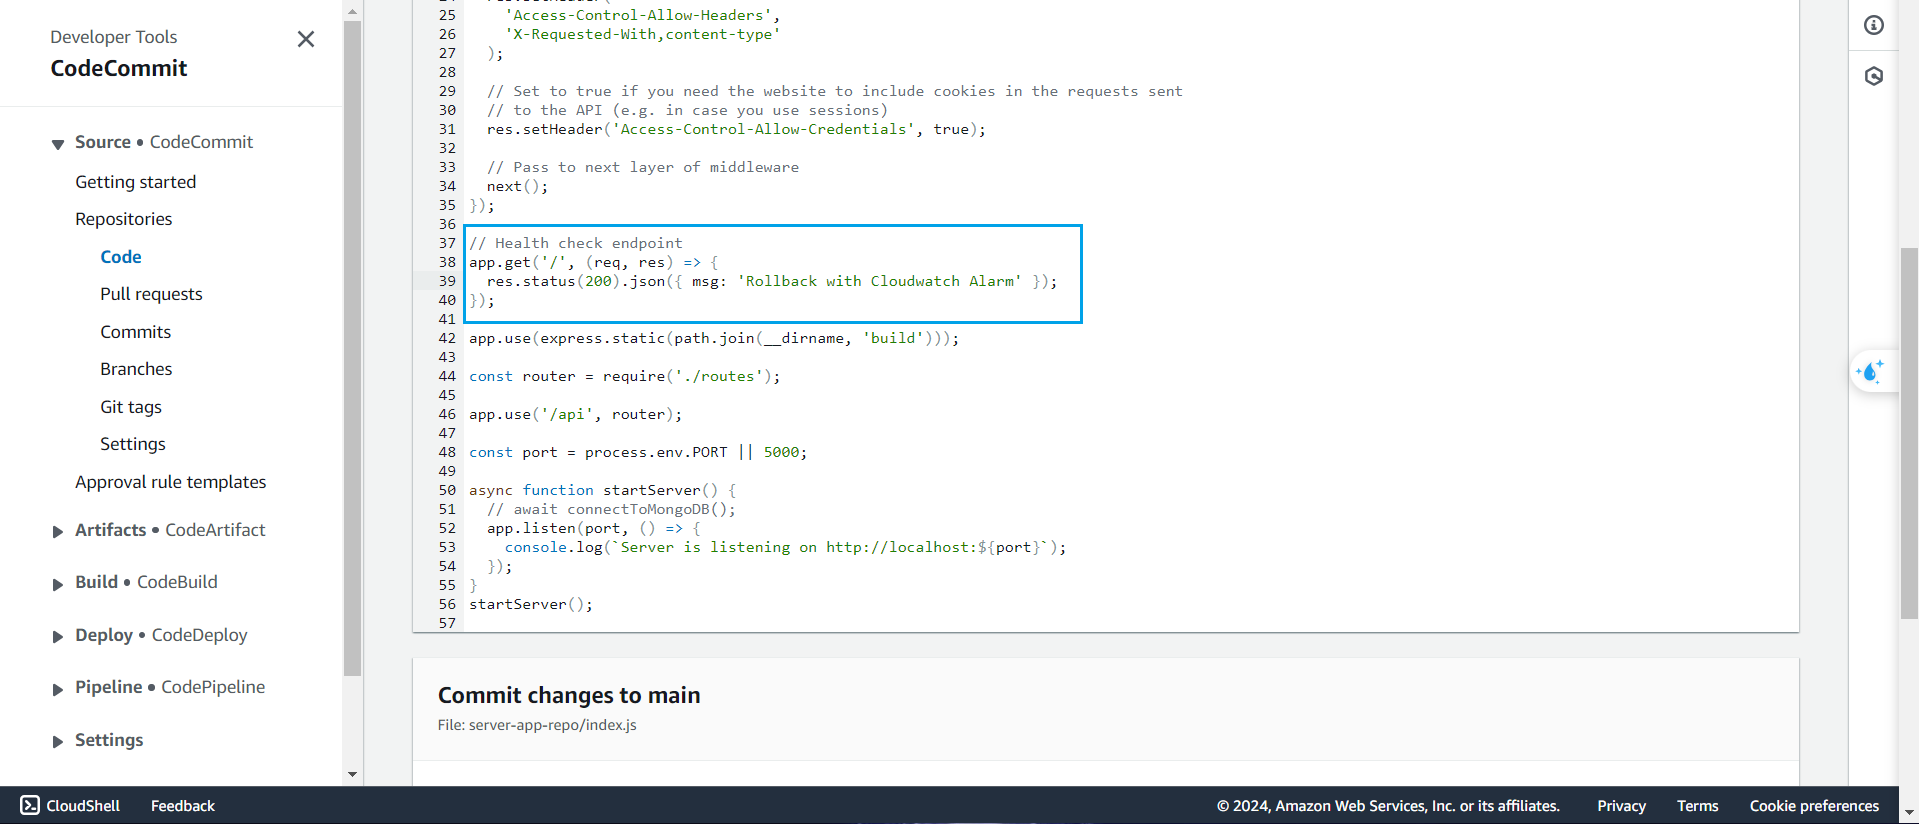 Developer Tools
CodeCommit
Source • CodeCommit
Getting started
Repositories
Code
Pull requests
Commits
Branches
Git tags
Settings
Approval rule templates
Artifacts • CodeArtifact
Build • CodeBuild
Deploy • CodeDeploy
Pipeline • CodePipeline
Settings
25     'Access-Control-Allow-Headers',
26     'X-Requested-With,content-type'
27   );
28
29   // Set to true if you need the website to include cookies in the requests sent
30   // to the API (e.g. in case you use sessions)
31   res.setHeader('Access-Control-Allow-Credentials', true);
32
33   // Pass to next layer of middleware
34   next();
35 });
36
37 // Health check endpoint
38 app.get('/', (req, res) => {
39   res.status(200).json({ msg: 'Rollback with Cloudwatch Alarm' });
40 });
41
42 app.use(express.static(path.join(__dirname, 'build')));
43
44 const router = require('./routes');
45
46 app.use('/api', router);
47
48 const port = process.env.PORT || 5000;
49
50 async function startServer() {
51   // await connectToMongoDB();
52   app.listen(port, () => {
53     console.log(`Server is listening on http://localhost:${port}`);
54   });
55 }
56 startServer();
57
Commit changes to main
File: server-app-repo/index.js
CloudShell Feedback © 2024, Amazon Web Services, Inc. or its affiliates. Privacy Terms Cookie preferences